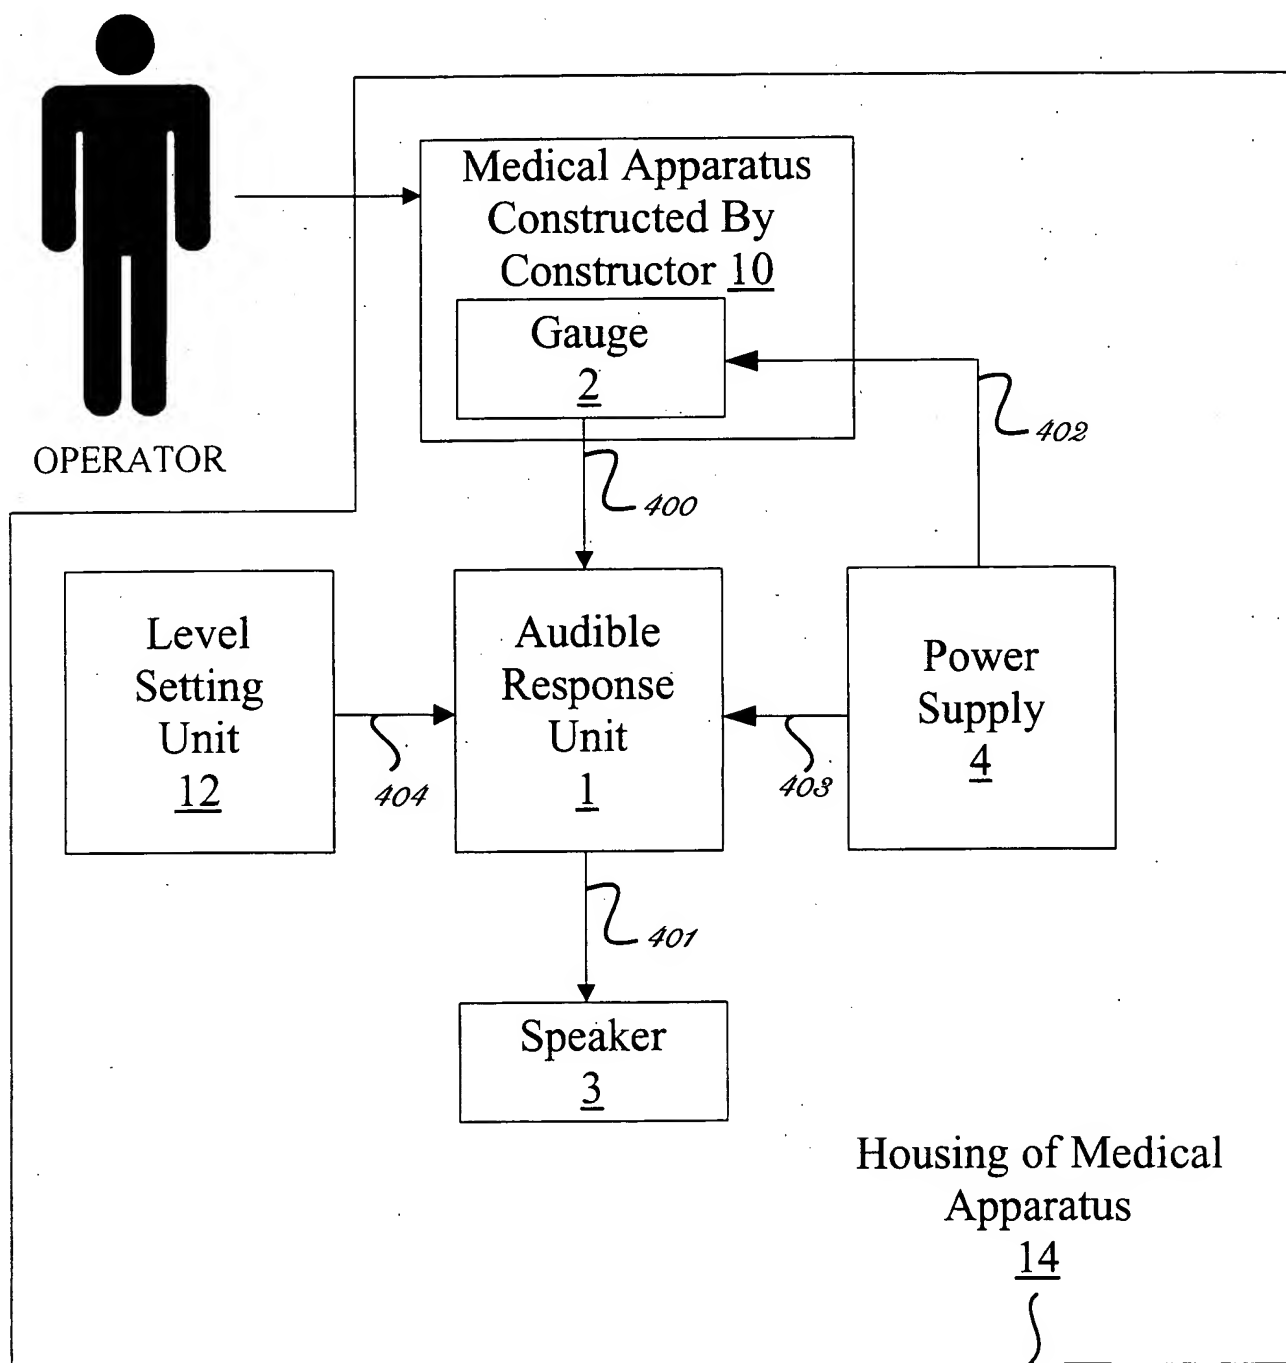 Medical Apparatus
Constructed By
Constructor 10
Gauge
2
402
OPERATOR
400
Level
Setting
Unit
12
404
Audible
Response
Unit
1
403
Power
Supply
4
401
Speaker
3
Housing of Medical
Apparatus
14